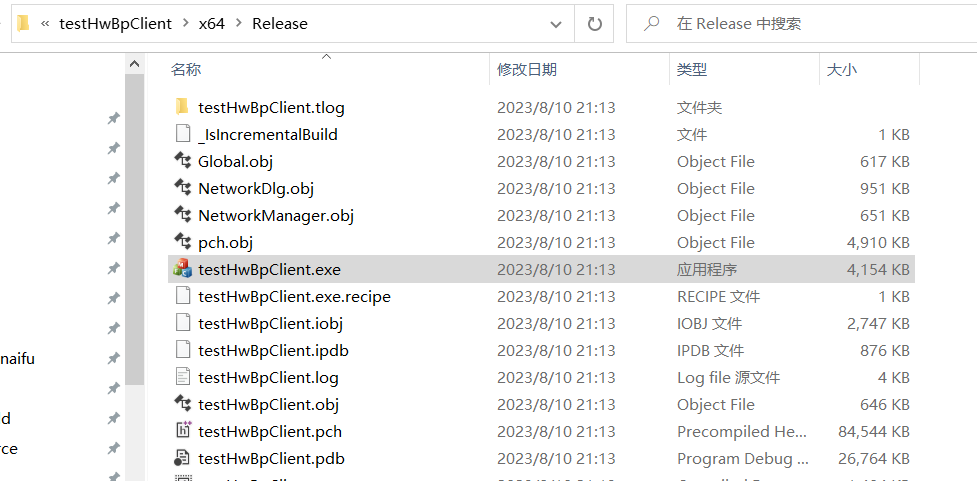 « testHwBpClient › x64 › Release
在 Release 中搜索
名称 修改日期 类型 大小
testHwBpClient.tlog 2023/8/10 21:13 文件夹
_IsIncrementalBuild 2023/8/10 21:13 文件 1 KB
Global.obj 2023/8/10 21:13 Object File 617 KB
NetworkDlg.obj 2023/8/10 21:13 Object File 951 KB
NetworkManager.obj 2023/8/10 21:13 Object File 651 KB
pch.obj 2023/8/10 21:13 Object File 4,910 KB
testHwBpClient.exe 2023/8/10 21:13 应用程序 4,154 KB
testHwBpClient.exe.recipe 2023/8/10 21:13 RECIPE 文件 1 KB
testHwBpClient.iobj 2023/8/10 21:13 IOBJ 文件 2,747 KB
naifu
testHwBpClient.ipdb 2023/8/10 21:13 IPDB 文件 876 KB
testHwBpClient.log 2023/8/10 21:13 Log file 源文件 4 KB
testHwBpClient.obj 2023/8/10 21:13 Object File 646 KB
d
testHwBpClient.pch 2023/8/10 21:13 Precompiled He... 84,544 KB
rce
testHwBpClient.pdb 2023/8/10 21:13 Program Debug ... 26,764 KB